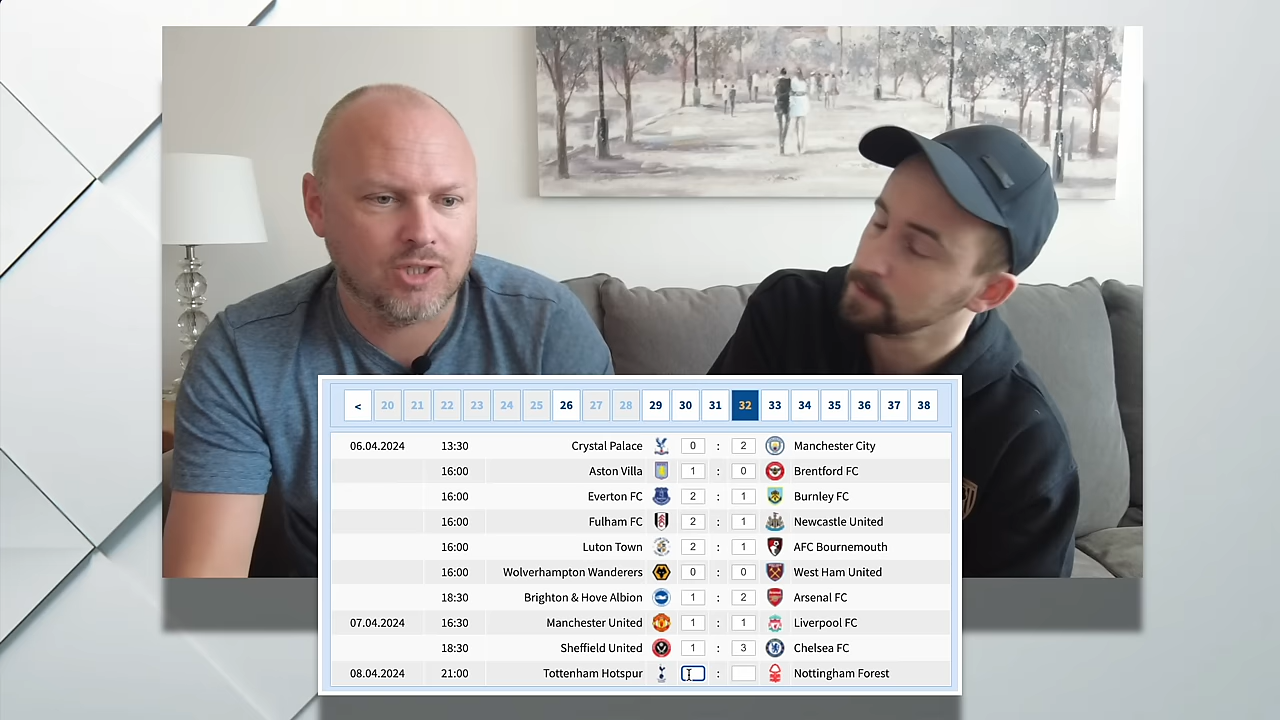 < 20 21 22 23 24 25 26 27 28 29 30 31 32 33 34 35 36 37 38
06.04.2024 13:30 Crystal Palace 0 : 2 Manchester City
16:00 Aston Villa 1 : 0 Brentford FC
16:00 Everton FC 2 : 1 Burnley FC
16:00 Fulham FC 2 : 1 Newcastle United
16:00 Luton Town 2 : 1 AFC Bournemouth
16:00 Wolverhampton Wanderers 0 : 0 West Ham United
18:30 Brighton & Hove Albion 1 : 2 Arsenal FC
07.04.2024 16:30 Manchester United 1 : 1 Liverpool FC
18:30 Sheffield United 1 : 3 Chelsea FC
08.04.2024 21:00 Tottenham Hotspur : Nottingham Forest